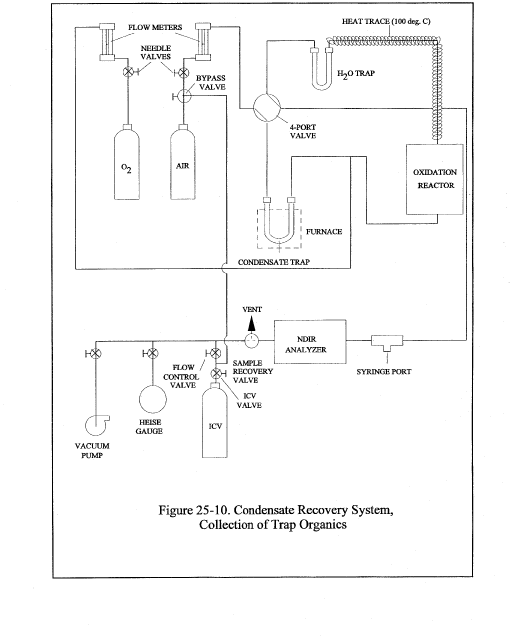 HEAT TRACE (100 deg. C)
FLOW METERS
NEEDLE
VALVES
H2O TRAP
BYPASS
VALVE
4-PORT
VALVE
O2
AIR
OXIDATION
REACTOR
FURNACE
CONDENSATE TRAP
VENT
NDIR
ANALYZER
FLOW
CONTROL
VALVE
SAMPLE
RECOVERY
VALVE
SYRINGE PORT
ICV
VALVE
HEISE
GAUGE
ICV
VACUUM
PUMP
Figure 25-10. Condensate Recovery System,
Collection of Trap Organics